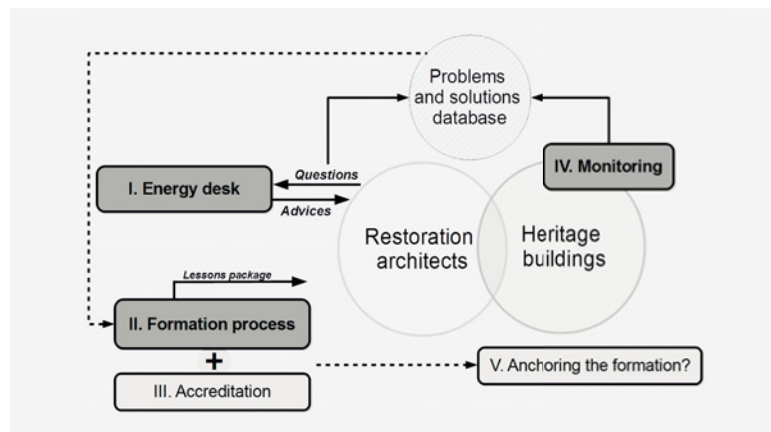 Problems
and solutions
database
IV. Monitoring
Questions
I. Energy desk
Advices
Restoration
architects
Heritage
buildings
Lessons package
II. Formation process
+
III. Accreditation
V. Anchoring the formation?